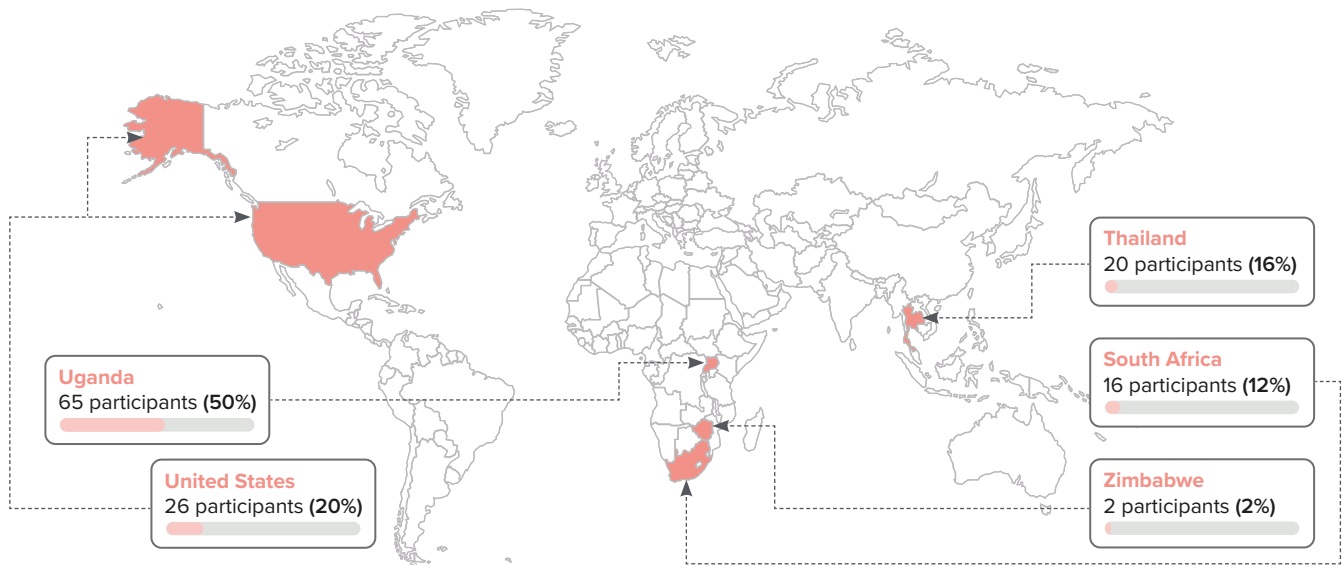 Thailand
20 participants (16%)
South Africa
16 participants (12%)
Uganda
65 participants (50%)
United States
26 participants (20%)
Zimbabwe
2 participants (2%)